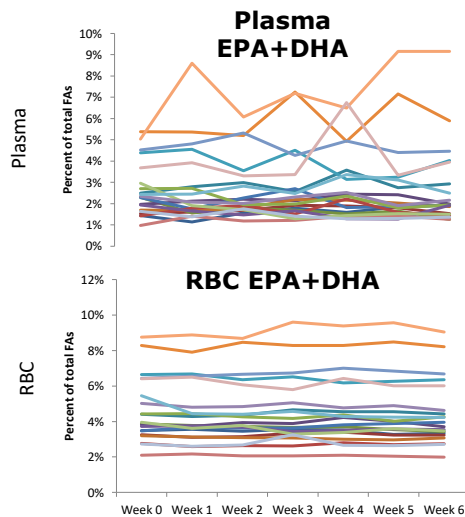 Plasma
EPA+DHA
Plasma
Percent of total FAs
10%
9%
8%
7%
6%
5%
4%
3%
2%
1%
0%
RBC EPA+DHA
RBC
Percent of total FAs
12%
10%
8%
6%
4%
2%
0%
Week 0 Week 1 Week 2 Week 3 Week 4 Week 5 Week 6